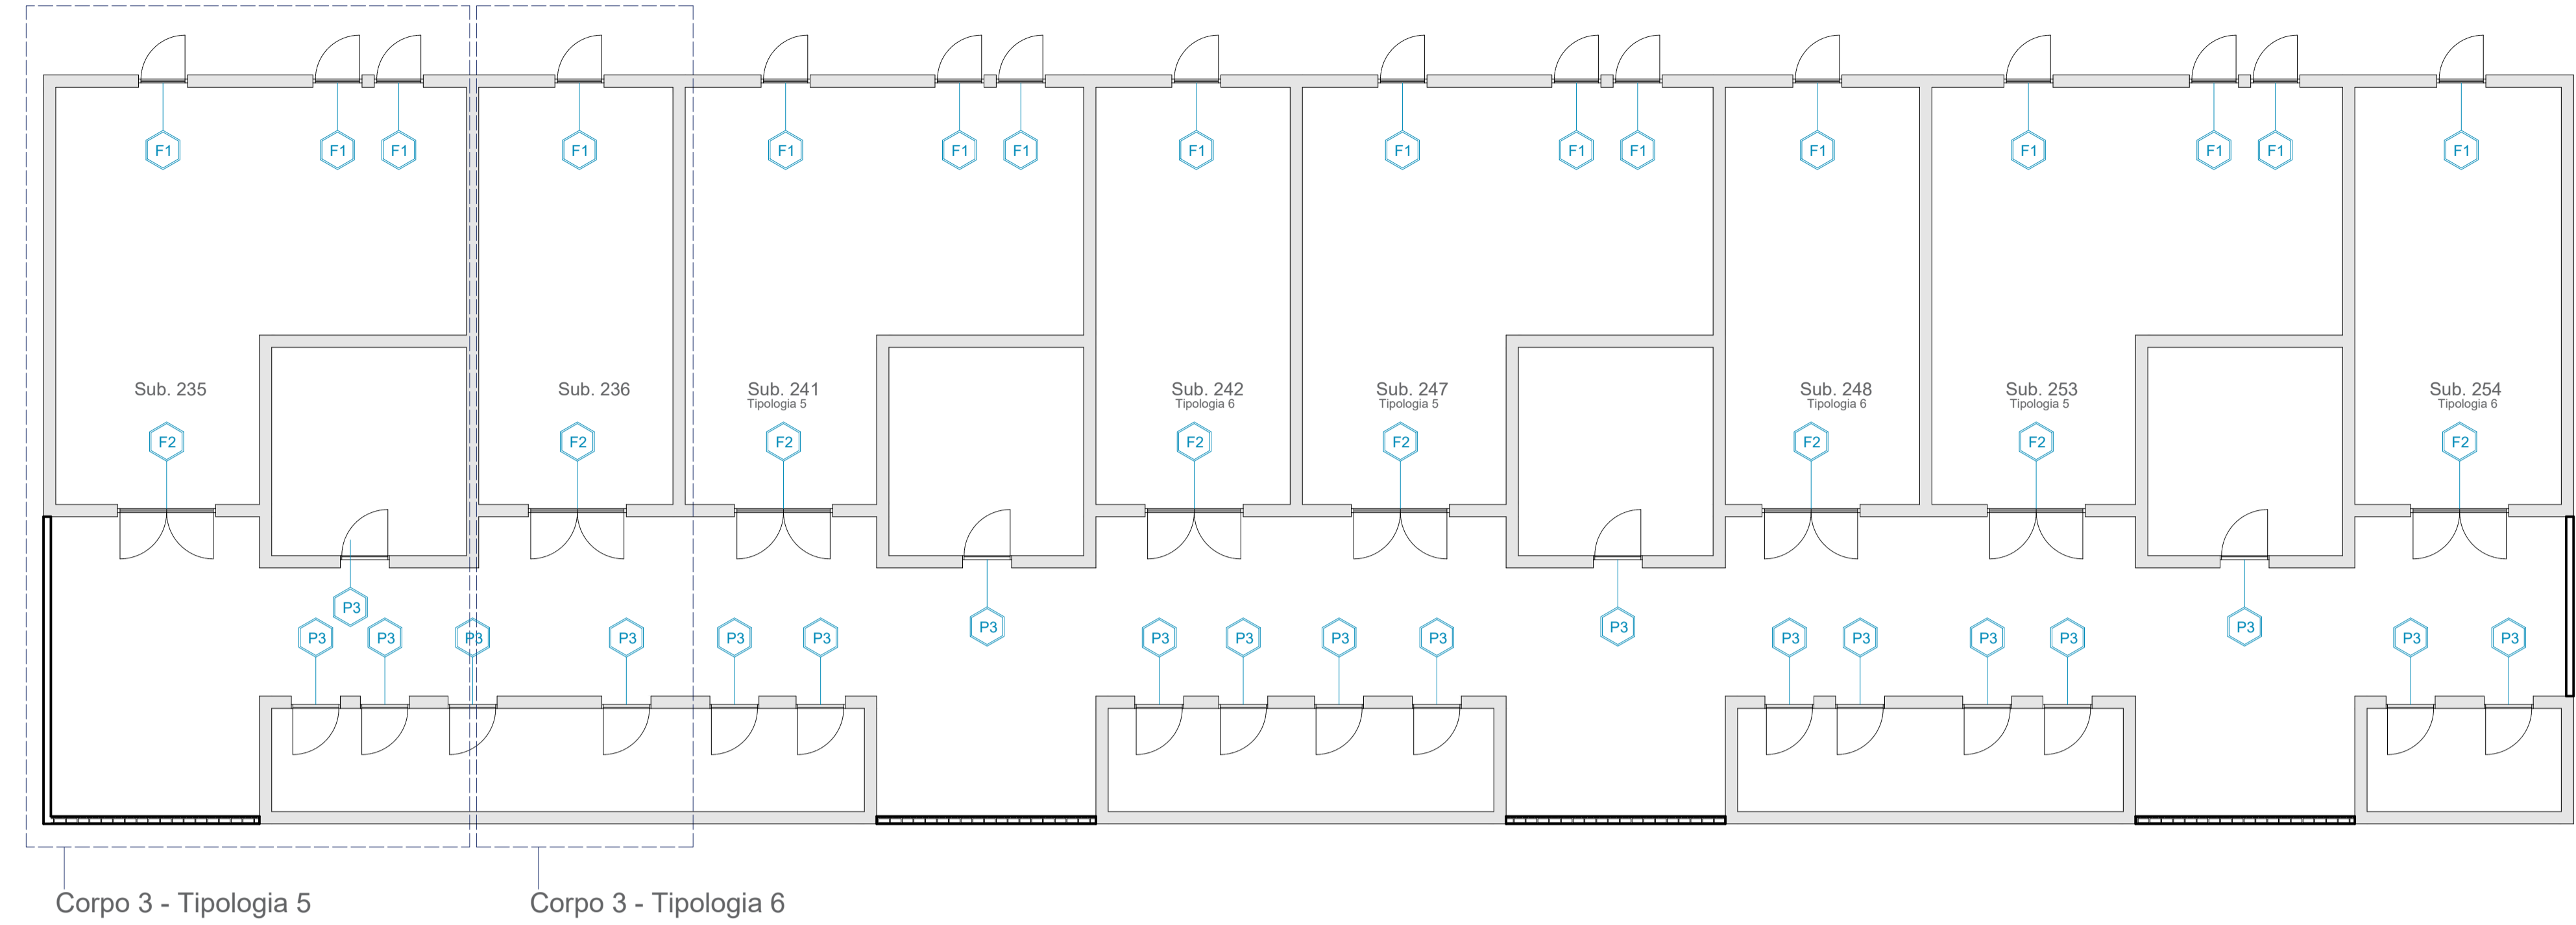 F1 F1 F1 F1 F1 F1 F1 F1 F1 F1 F1 F1 F1 F1 F1 F1
Sub. 235 Sub. 236 Sub. 241 Sub. 242 Sub. 247 Sub. 248 Sub. 253 Sub. 254
Tipologia 5 Tipologia 6 Tipologia 5 Tipologia 6 Tipologia 5 Tipologia 6
F2 F2 F2 F2 F2 F2 F2 F2
P3 P3 P3 P3
P3 P3 P3 P3 P3 P3 P3 P3 P3 P3 P3 P3 P3 P3 P3 P3
Corpo 3 - Tipologia 5 Corpo 3 - Tipologia 6